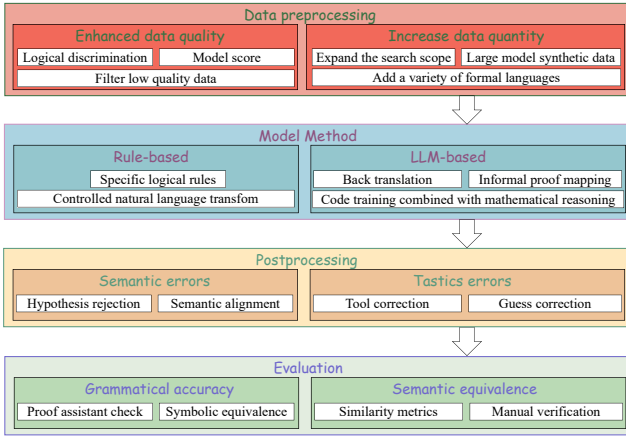 Data preprocessing
Enhanced data quality
Logical discrimination
Model score
Filter low quality data
Increase data quantity
Expand the search scope
Large model synthetic data
Add a variety of formal languages
Model Method
Rule-based
Specific logical rules
Controlled natural language transfom
LLM-based
Back translation
Informal proof mapping
Code training combined with mathematical reasoning
Postprocessing
Semantic errors
Hypothesis rejection
Semantic alignment
Tastics errors
Tool correction
Guess correction
Evaluation
Grammatical accuracy
Proof assistant check
Symbolic equivalence
Semantic equivalence
Similarity metrics
Manual verification